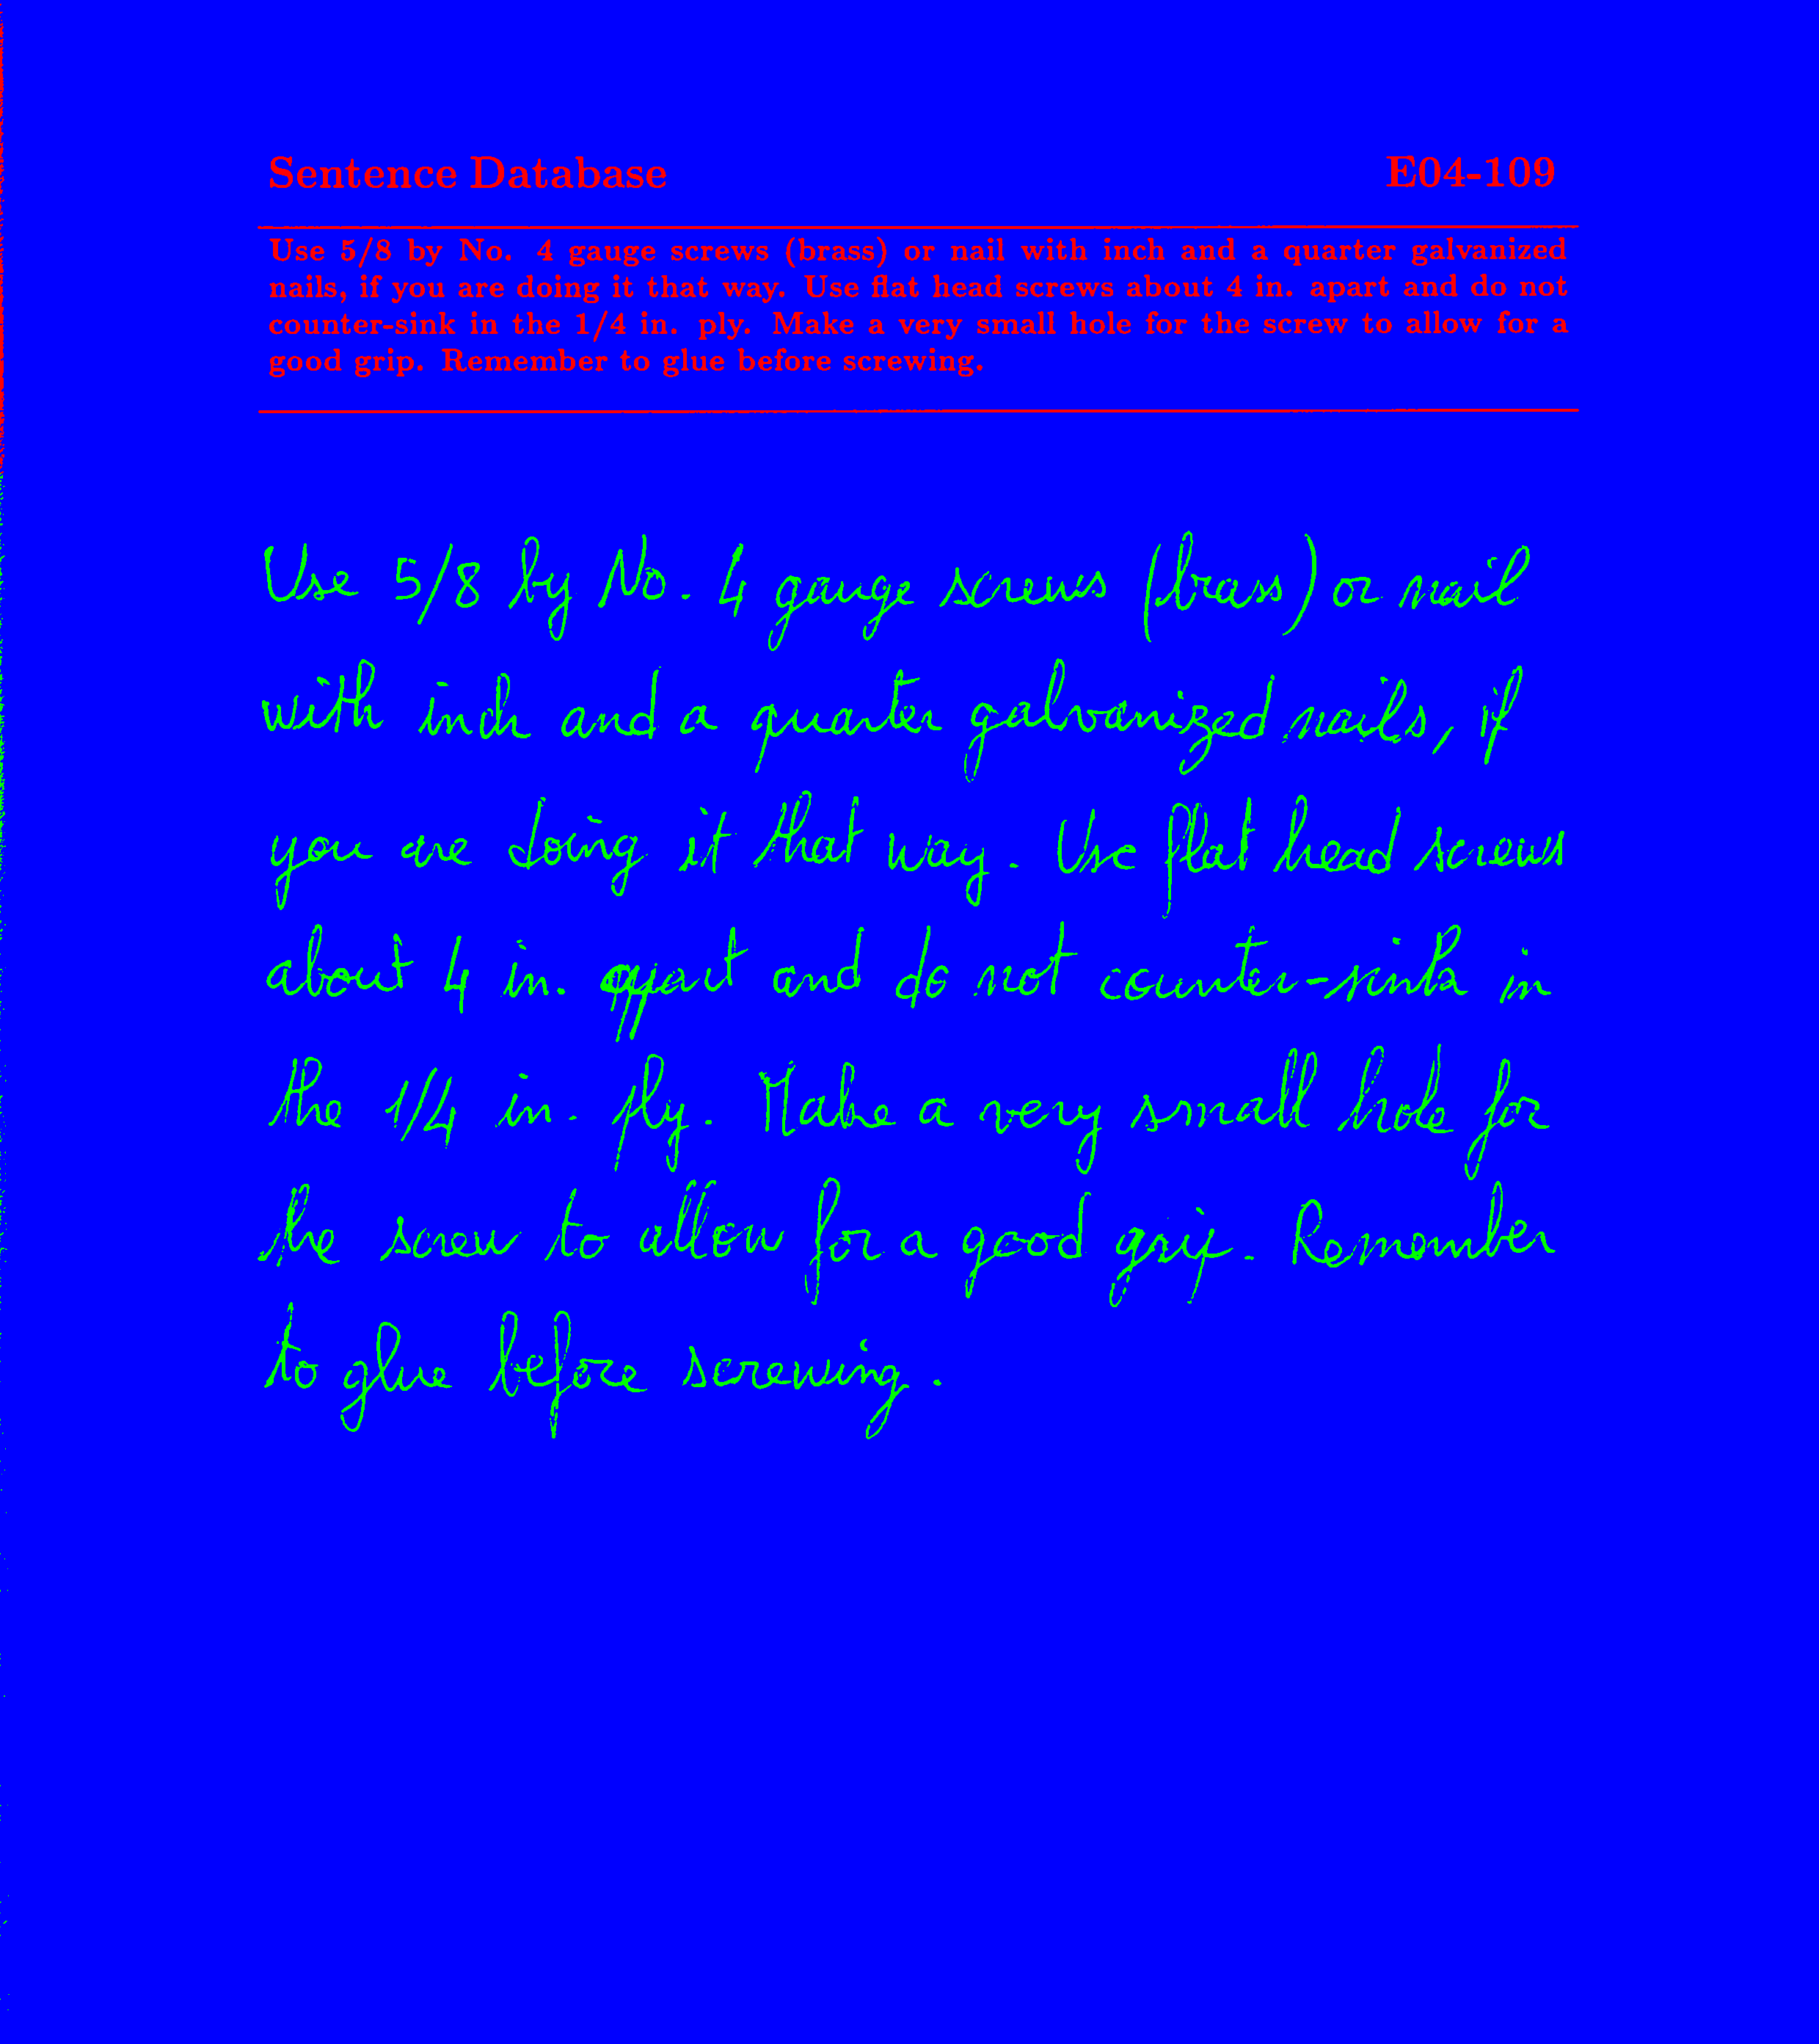 Sentence Database E04-109
Use 5/8 by No. 4 gauge screws (brass) or nail with inch and a quarter galvanized
nails, if you are doing it that way. Use flat head screws about 4 in. apart and do not
counter-sink in the 1/4 in. ply. Make a very small hole for the screw to allow for a
good grip. Remember to glue before screwing.
Use 5/8 by No. 4 gauge screws (brass) or nail
with inch and a quarter galvanized nails, if
you are doing it that way. Use flat head screws
about 4 in. apart and do not counter-sink in
the 1/4 in. ply. Make a very small hole for
the screw to allow for a good grip. Remember
to glue before screwing.